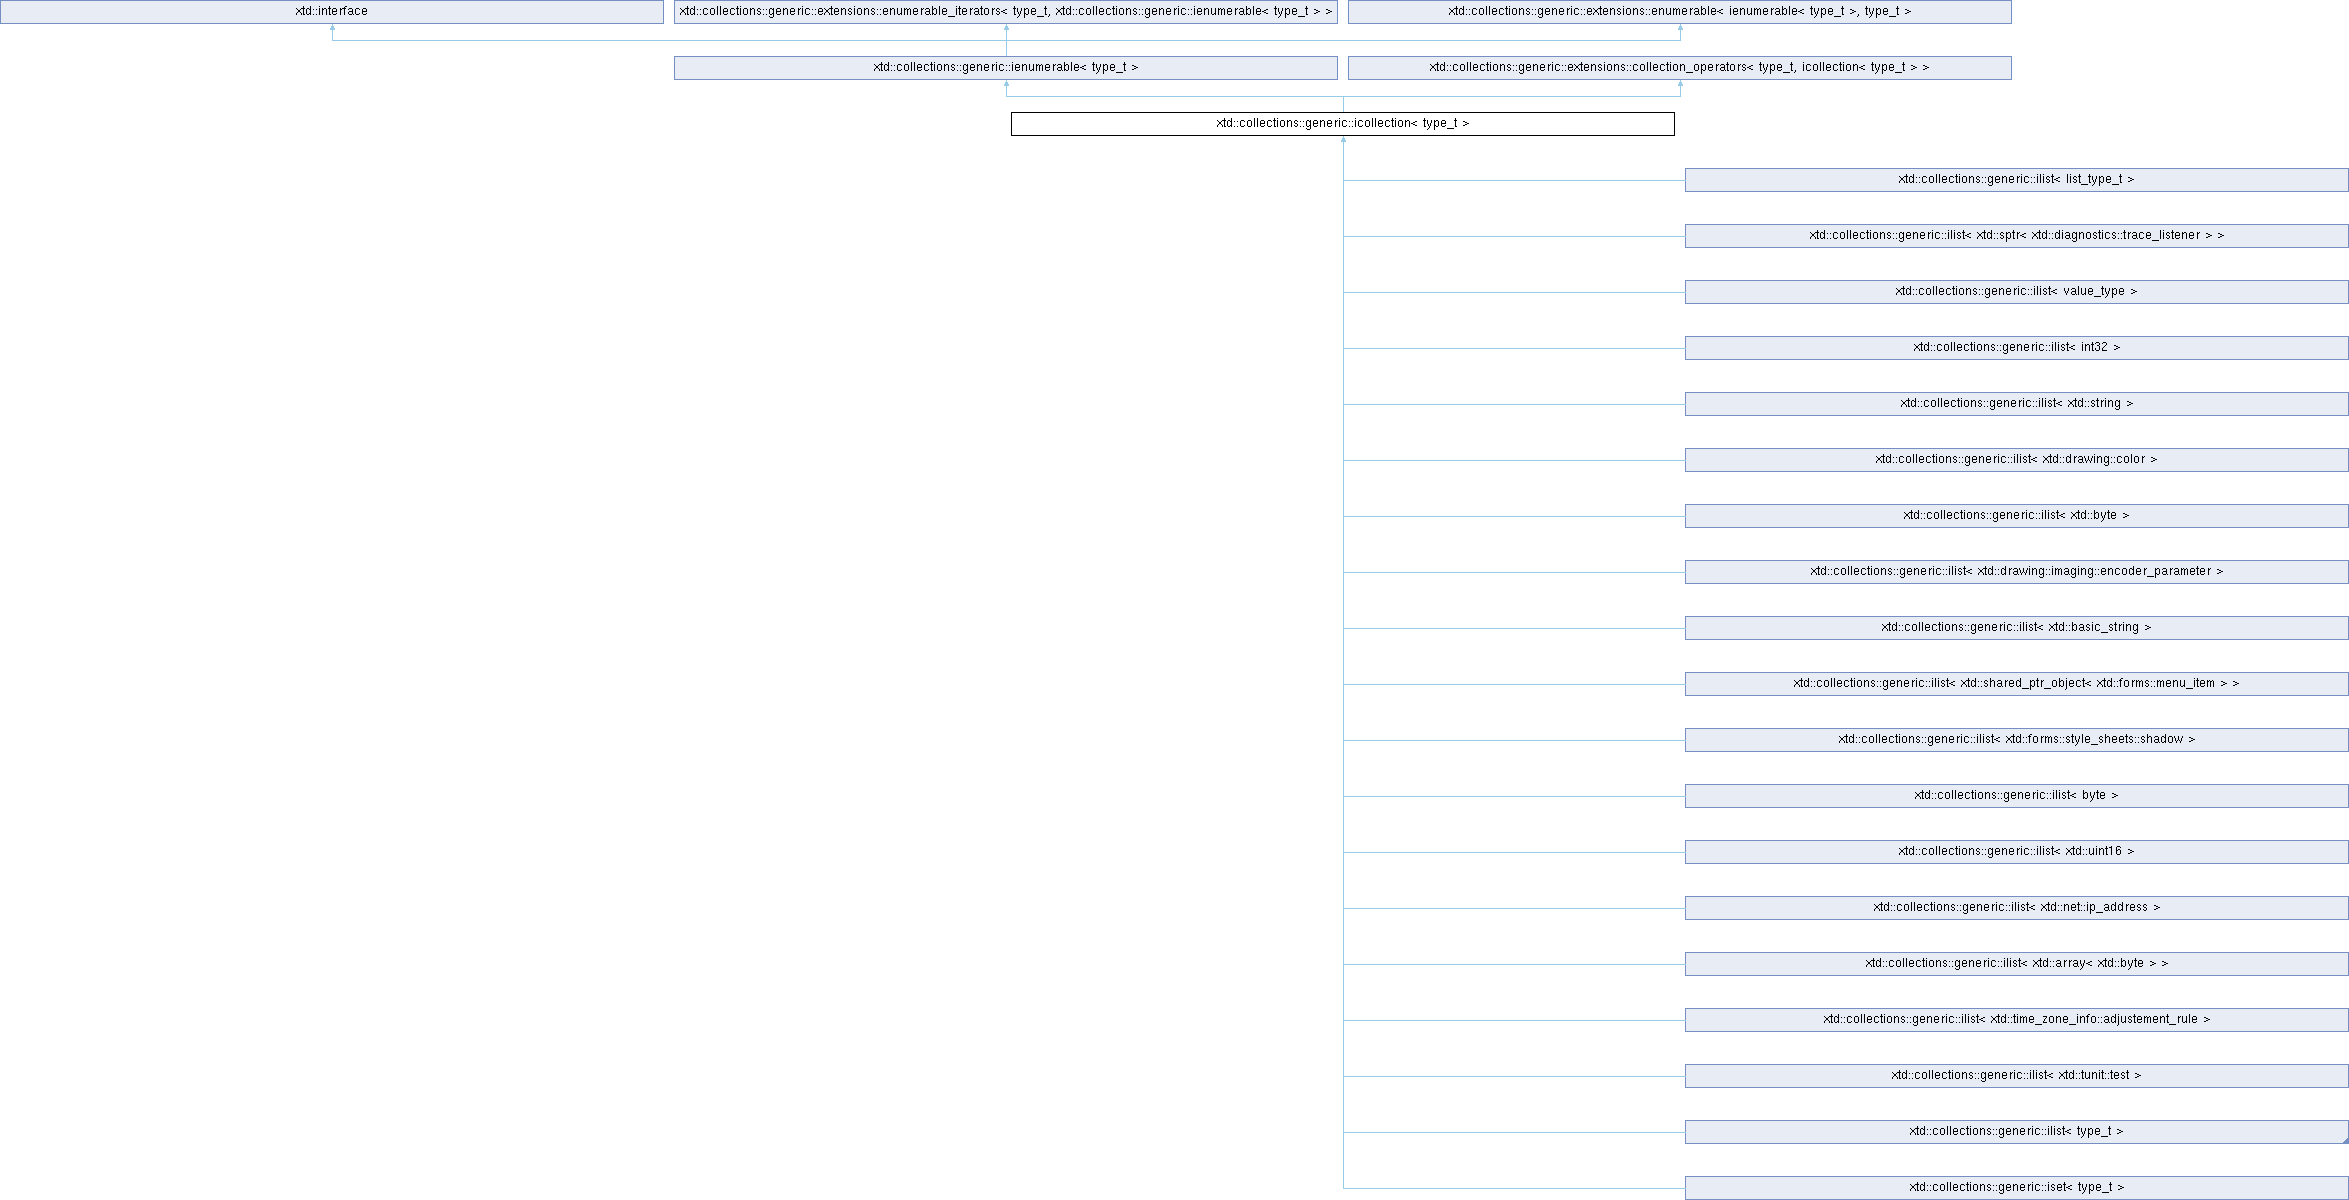 xtd::interface
xtd::collections::generic::extensions::enumerable_iterators< type_t, xtd::collections::generic::ienumerable< type_t > >
xtd::collections::generic::extensions::enumerable< ienumerable< type_t >, type_t >
xtd::collections::generic::ienumerable< type_t >
xtd::collections::generic::extensions::collection_operators< type_t, icollection< type_t > >
xtd::collections::generic::icollection< type_t >
xtd::collections::generic::ilist< list_type_t >
xtd::collections::generic::ilist< xtd::sptr< xtd::diagnostics::trace_listener > >
xtd::collections::generic::ilist< value_type >
xtd::collections::generic::ilist< int32 >
xtd::collections::generic::ilist< xtd::string >
xtd::collections::generic::ilist< xtd::drawing::color >
xtd::collections::generic::ilist< xtd::byte >
xtd::collections::generic::ilist< xtd::drawing::imaging::encoder_parameter >
xtd::collections::generic::ilist< xtd::basic_string >
xtd::collections::generic::ilist< xtd::shared_ptr_object< xtd::forms::menu_item > >
xtd::collections::generic::ilist< xtd::forms::style_sheets::shadow >
xtd::collections::generic::ilist< byte >
xtd::collections::generic::ilist< xtd::uint16 >
xtd::collections::generic::ilist< xtd::net::ip_address >
xtd::collections::generic::ilist< xtd::array< xtd::byte > >
xtd::collections::generic::ilist< xtd::time_zone_info::adjustement_rule >
xtd::collections::generic::ilist< xtd::tunit::test >
xtd::collections::generic::ilist< type_t >
xtd::collections::generic::iset< type_t >